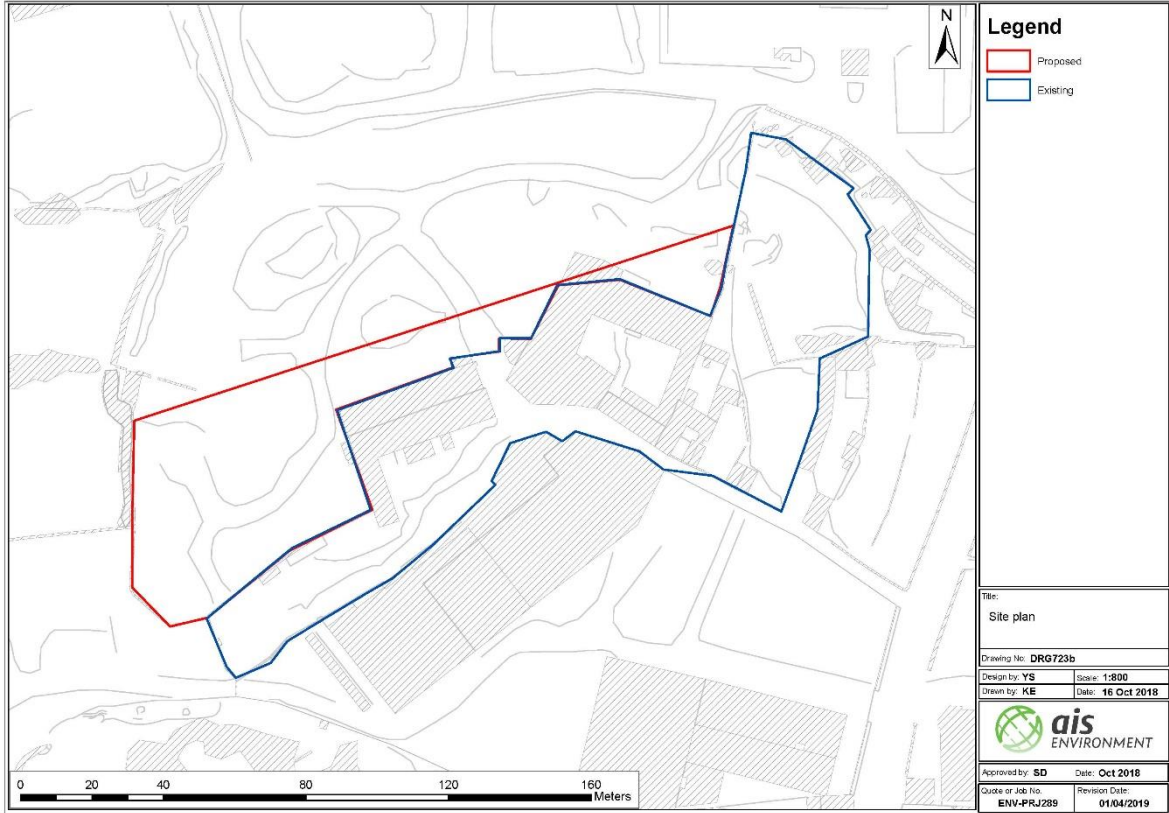 N
Legend
Proposed
Existing
Title:
Site plan
Drawing No: DRG723b
Design by: YS Scale: 1:800
Drawn by: KE Date: 16 Oct 2018
ais
ENVIRONMENT
Approved by: SD Date: Oct 2018
Quote or Job No. Revision Date:
ENV-PRJ289 01/04/2019
0 20 40 80 120 160
Meters